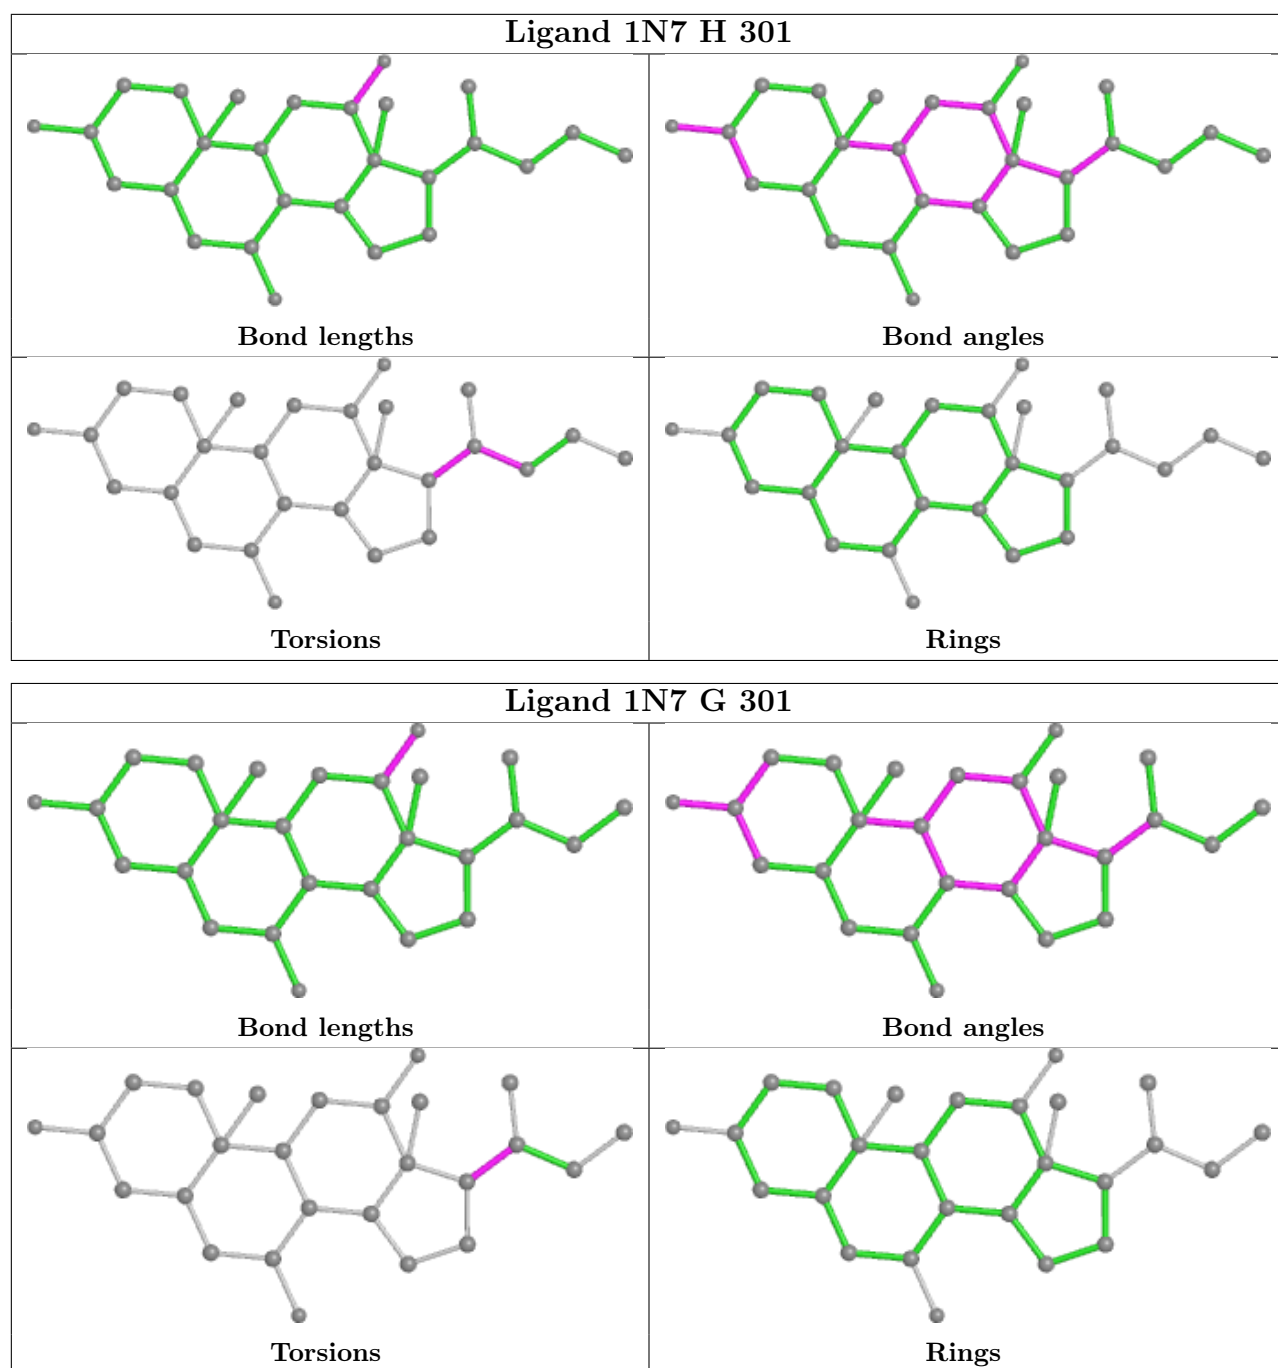 Ligand 1N7 H 301
Bond lengths
Bond angles
Torsions
Rings
Ligand 1N7 G 301
Bond lengths
Bond angles
Torsions
Rings